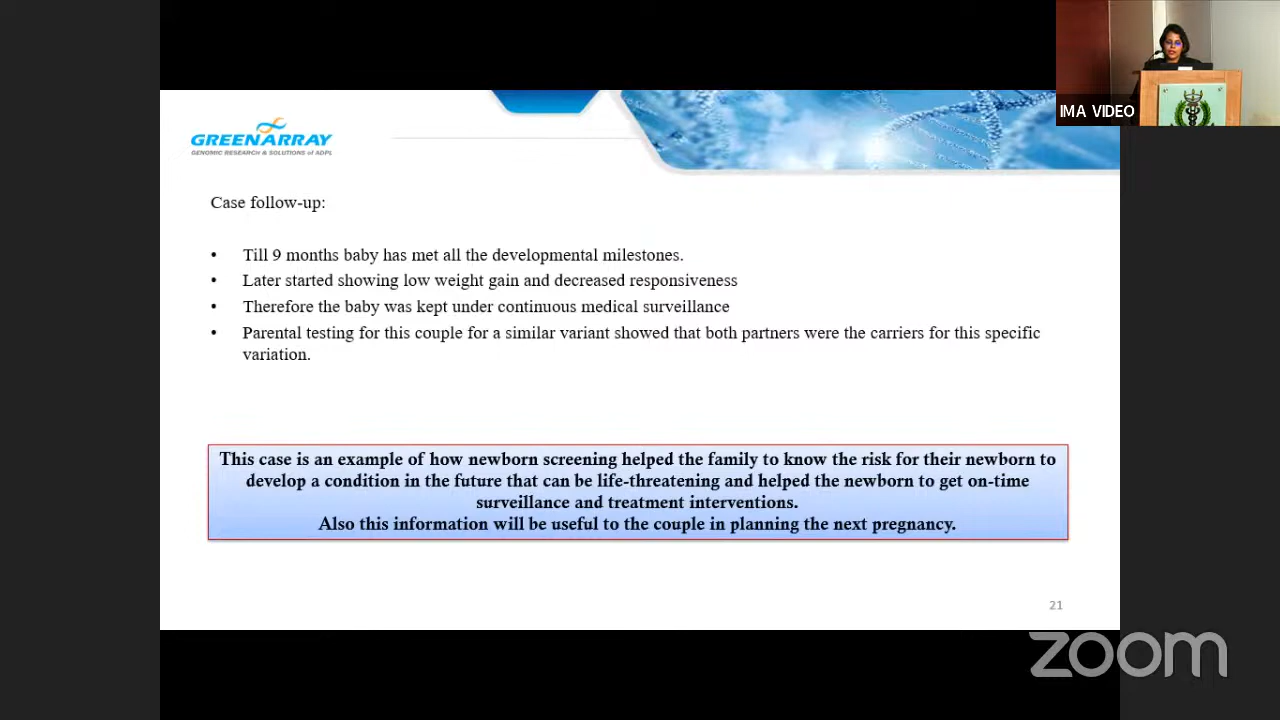 IMA VIDEO
GREENARRAY
GENOMIC RESEARCH & SOLUTIONS of ADPL
Case follow-up:
• Till 9 months baby has met all the developmental milestones.
• Later started showing low weight gain and decreased responsiveness
• Therefore the baby was kept under continuous medical surveillance
• Parental testing for this couple for a similar variant showed that both partners were the carriers for this specific
variation.
This case is an example of how newborn screening helped the family to know the risk for their newborn to
develop a condition in the future that can be life-threatening and helped the newborn to get on-time
surveillance and treatment interventions.
Also this information will be useful to the couple in planning the next pregnancy.
21
zoom